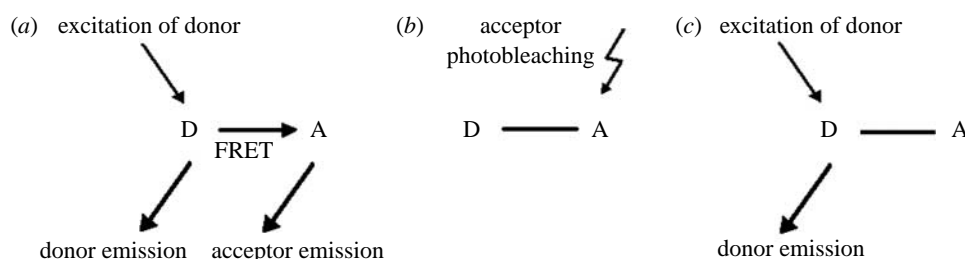 (a) excitation of donor
D A
FRET
donor emission acceptor emission
(b) acceptor
photobleaching
D A
(c) excitation of donor
D A
donor emission